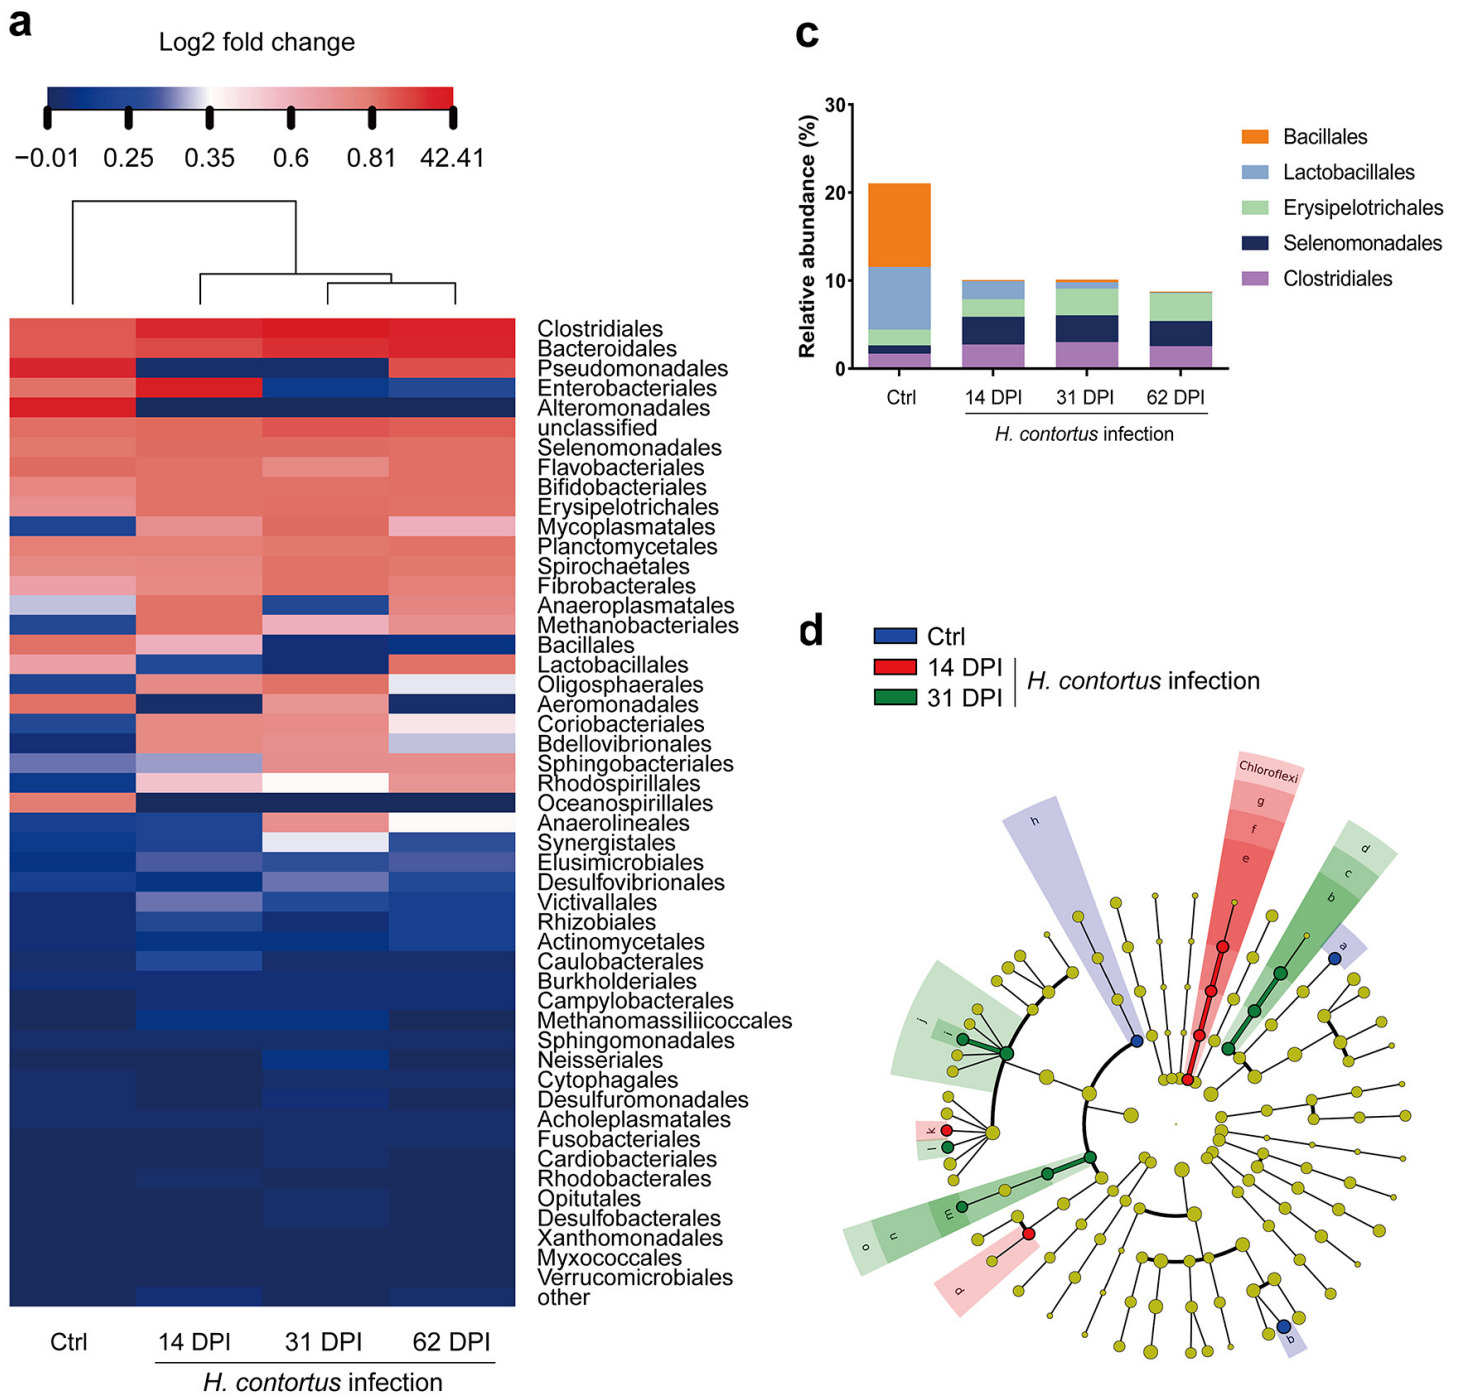 a
Log2 fold change
−0.01 0.25 0.35 0.6 0.81 42.41
Clostridiales
Bacteroidales
Pseudomonadales
Enterobacteriales
Alteromonadales
unclassified
Selenomonadales
Flavobacteriales
Bifidobacteriales
Erysipelotrichales
Mycoplasmatales
Planctomycetales
Spirochaetales
Fibrobacterales
Anaeroplasmatales
Methanobacteriales
Bacillales
Lactobacillales
Oligosphaerales
Aeromonadales
Coriobacteriales
Bdellovibrionales
Sphingobacteriales
Rhodospirillales
Oceanospirillales
Anaerolineales
Synergistales
Elusimicrobiales
Desulfovibrionales
Victivallales
Rhizobiales
Actinomycetales
Caulobacterales
Burkholderiales
Campylobacterales
Methanomassiliicoccales
Sphingomonadales
Neisseriales
Cytophagales
Desulfuromonadales
Acholeplasmatales
Fusobacteriales
Cardiobacteriales
Rhodobacterales
Opitutales
Desulfobacterales
Xanthomonadales
Myxococcales
Verrucomicrobiales
other
Ctrl 14 DPI 31 DPI 62 DPI
H. contortus infection
c
Relative abundance (%)
30
20
10
0
Ctrl 14 DPI 31 DPI 62 DPI
H. contortus infection
Bacillales
Lactobacillales
Erysipelotrichales
Selenomonadales
Clostridiales
d
Ctrl
14 DPI
31 DPI
H. contortus infection
Chloroflexi
g
f
e
d
c
b
a
h
j
i
k
l
m
n
o
p
q